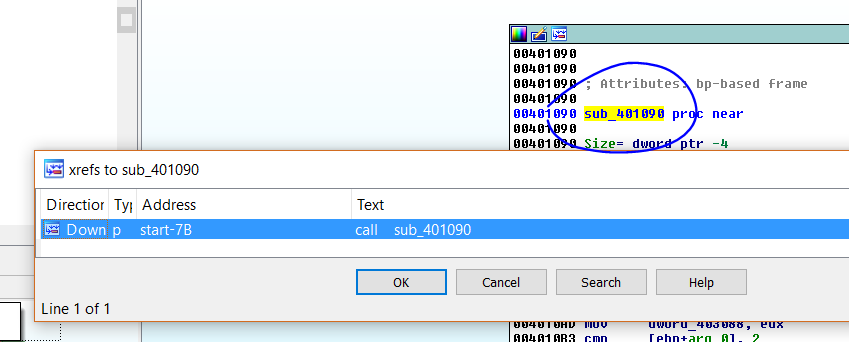 00401090
00401090
00401090 ; Attributes: bp-based frame
00401090
00401090 sub_401090 proc near
00401090
00401090 Size= dword ptr -4
xrefs to sub_401090
Direction Typ Address Text
Down p start-7B call sub_401090
OK Cancel Search Help
Line 1 of 1
004010AD mov dword_403088, edx
004010B3 cmp [ebp+arg_0], 2